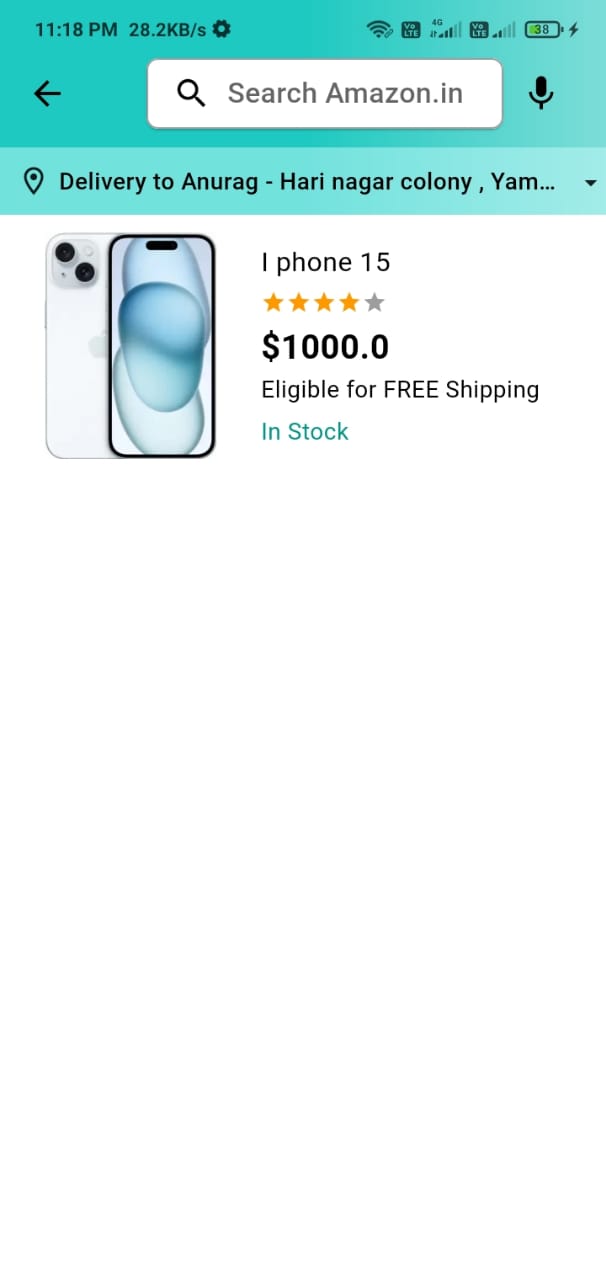 11:18 PM 28.2KB/s
Vo LTE 4G Vo LTE 38
Search Amazon.in
Delivery to Anurag - Hari nagar colony , Yam...
I phone 15
$1000.0
Eligible for FREE Shipping
In Stock